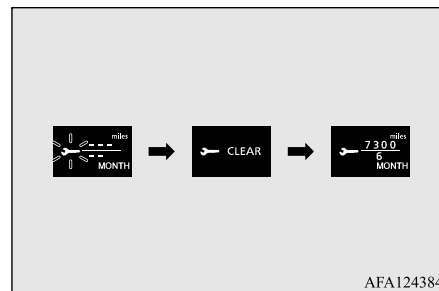 miles
---
--
MONTH
CLEAR
miles
7300
6
MONTH
AFA124384